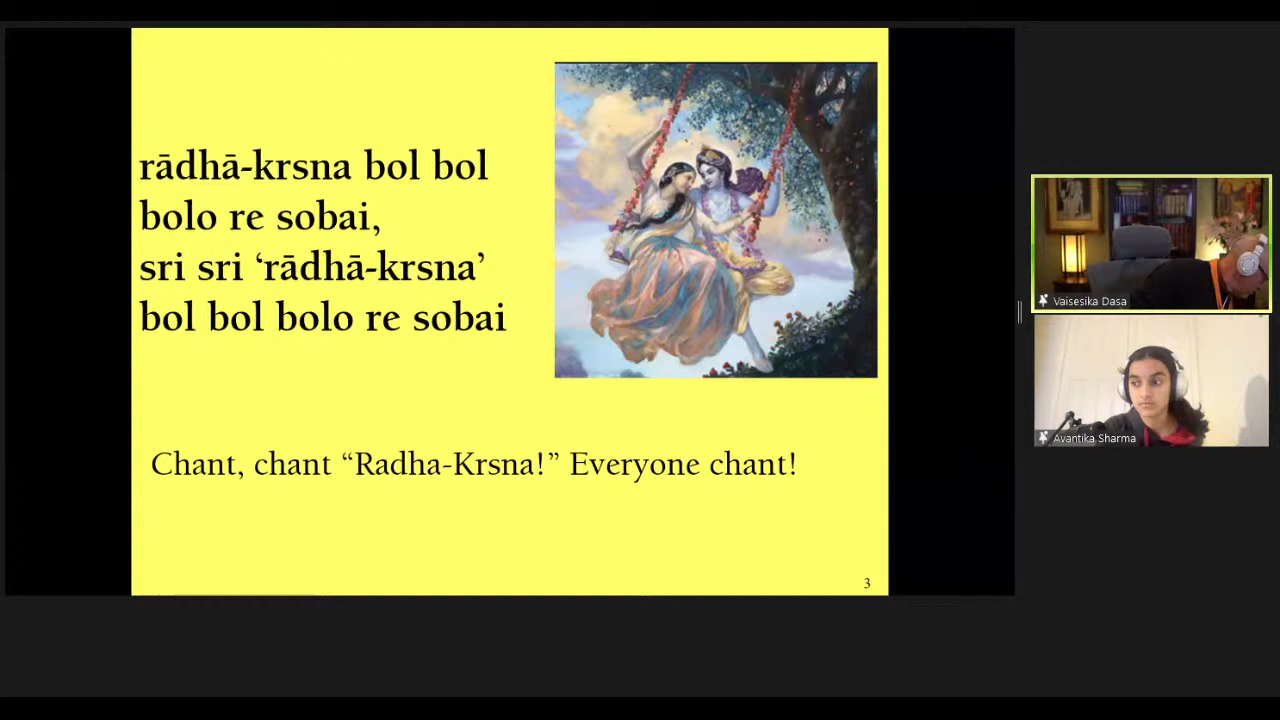 rādhā-krsna bol bol
bolo re sobai,
sri sri ‘rādhā-krsna’
bol bol bolo re sobai
Chant, chant “Radha-Krsna!” Everyone chant!
3
Vaisesika Dasa
Avantika Sharma